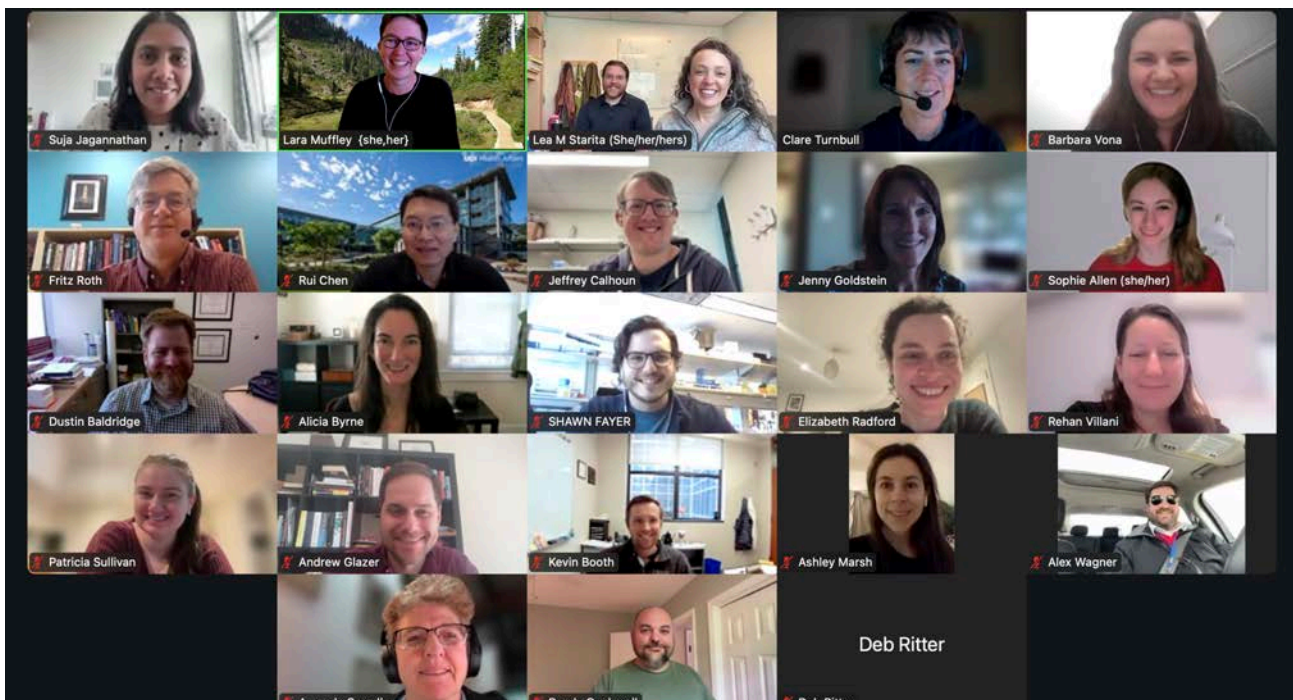 Suja Jagannathan
Lara Muffley {she,her}
Lea M Starita (She/her/hers)
Clare Turnbull
Barbara Vona
Fritz Roth
Rui Chen
Jeffrey Calhoun
Jenny Goldstein
Sophie Allen (she/her)
Dustin Baldridge
Alicia Byrne
SHAWN FAYER
Elizabeth Radford
Rehan Villani
Patricia Sullivan
Andrew Glazer
Kevin Booth
Ashley Marsh
Alex Wagner
Deb Ritter
Deb Ritter